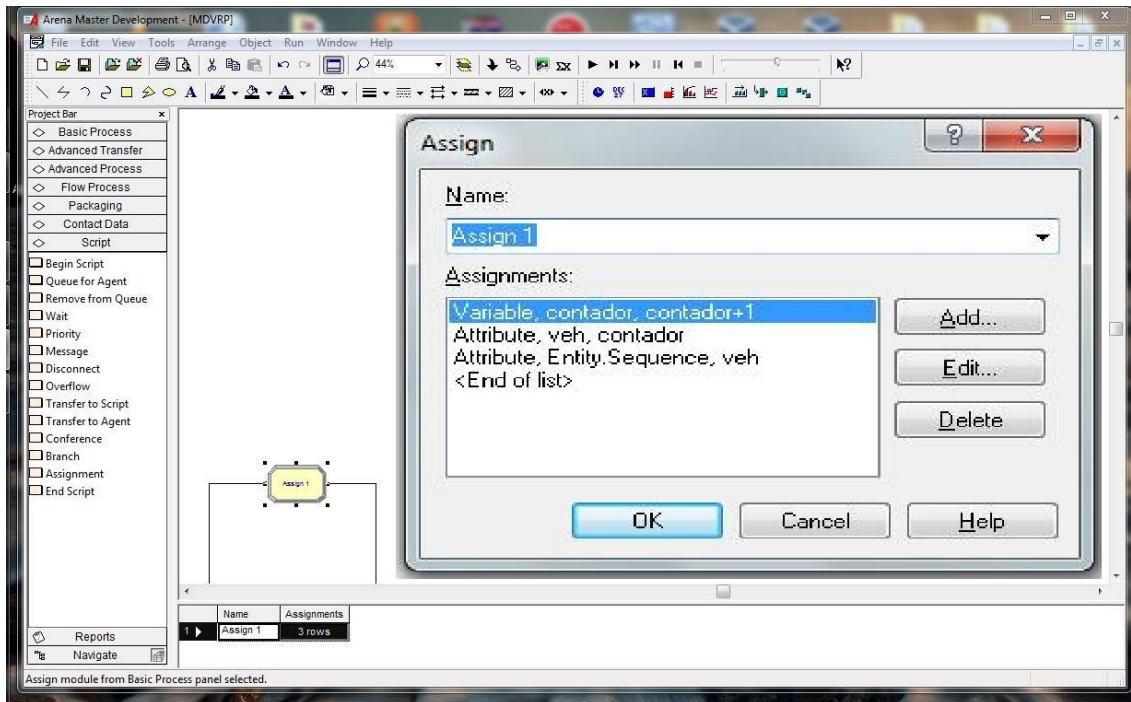 Arena Master Development - [MDVRP]
File Edit View Tools Arrange Object Run Window Help
44%
Project Bar
Basic Process
Advanced Transfer
Advanced Process
Flow Process
Packaging
Contact Data
Script
Begin Script
Queue for Agent
Remove from Queue
Wait
Priority
Message
Disconnect
Overflow
Transfer to Script
Transfer to Agent
Conference
Branch
Assignment
End Script
Reports
Navigate
Assign 1
Assign
Name:
Assign 1
Assignments:
Variable, contador, contador+1
Attribute, veh, contador
Attribute, Entity.Sequence, veh
<End of list>
Add...
Edit...
Delete
OK Cancel Help
Name Assignments
1 Assign 1 3 rows
Assign module from Basic Process panel selected.